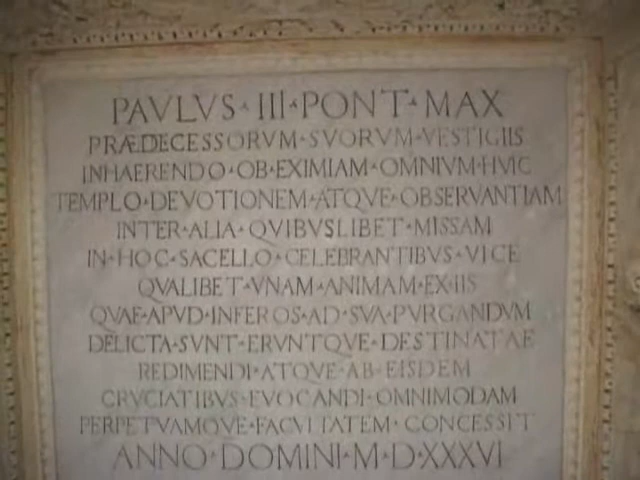 PAVLVS · III · PONT · MAX
PRÆDECESSORVM · SVORVM · VESTIGIIS
INHAERENDO · OB · EXIMIAM · OMNIVM · HVIC
TEMPLO · DEVOTIONEM · ATQVE · OBSERVANTIAM
INTER · ALIA · QVIBVSLIBET · MISSAM
IN · HOC · SACELLO · CELEBRANTIBVS · VICE
QVALIBET · VNAM · ANIMAM · EX · IIS
QVAE · APVD · INFEROS · AD · SVA · PVRGANDVM
DELICTA · SVNT · ERVNTQVE · DESTINATAE
REDIMENDI · ATQVE · AB · EISDEM
CRVCIATIBVS · EVOCANDI · OMNIMODAM
PERPETVAMQVE · FACVLTATEM · CONCESSIT
ANNO · DOMINI · M · D · XXXVI